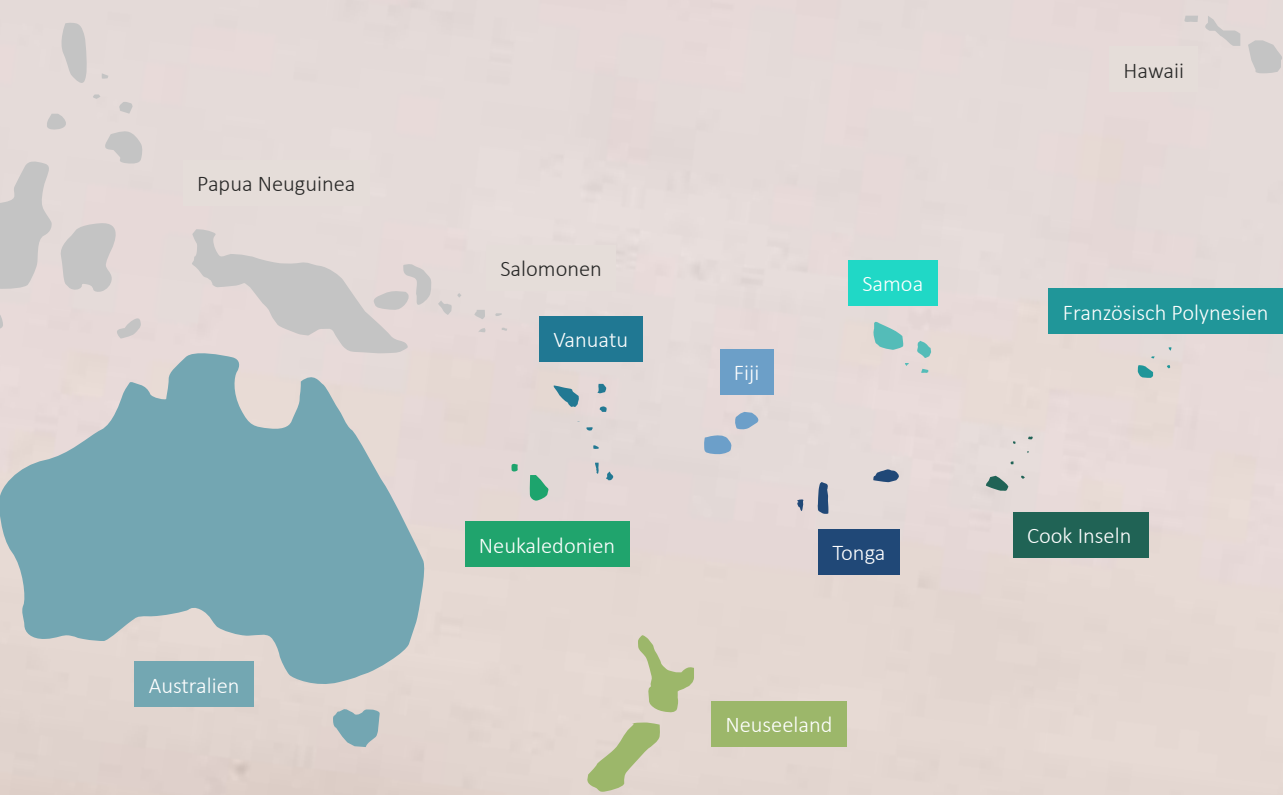 Hawaii
Papua Neuguinea
Salomonen
Samoa
Französisch Polynesien
Vanuatu
Fiji
Neukaledonien
Tonga
Cook Inseln
Australien
Neuseeland